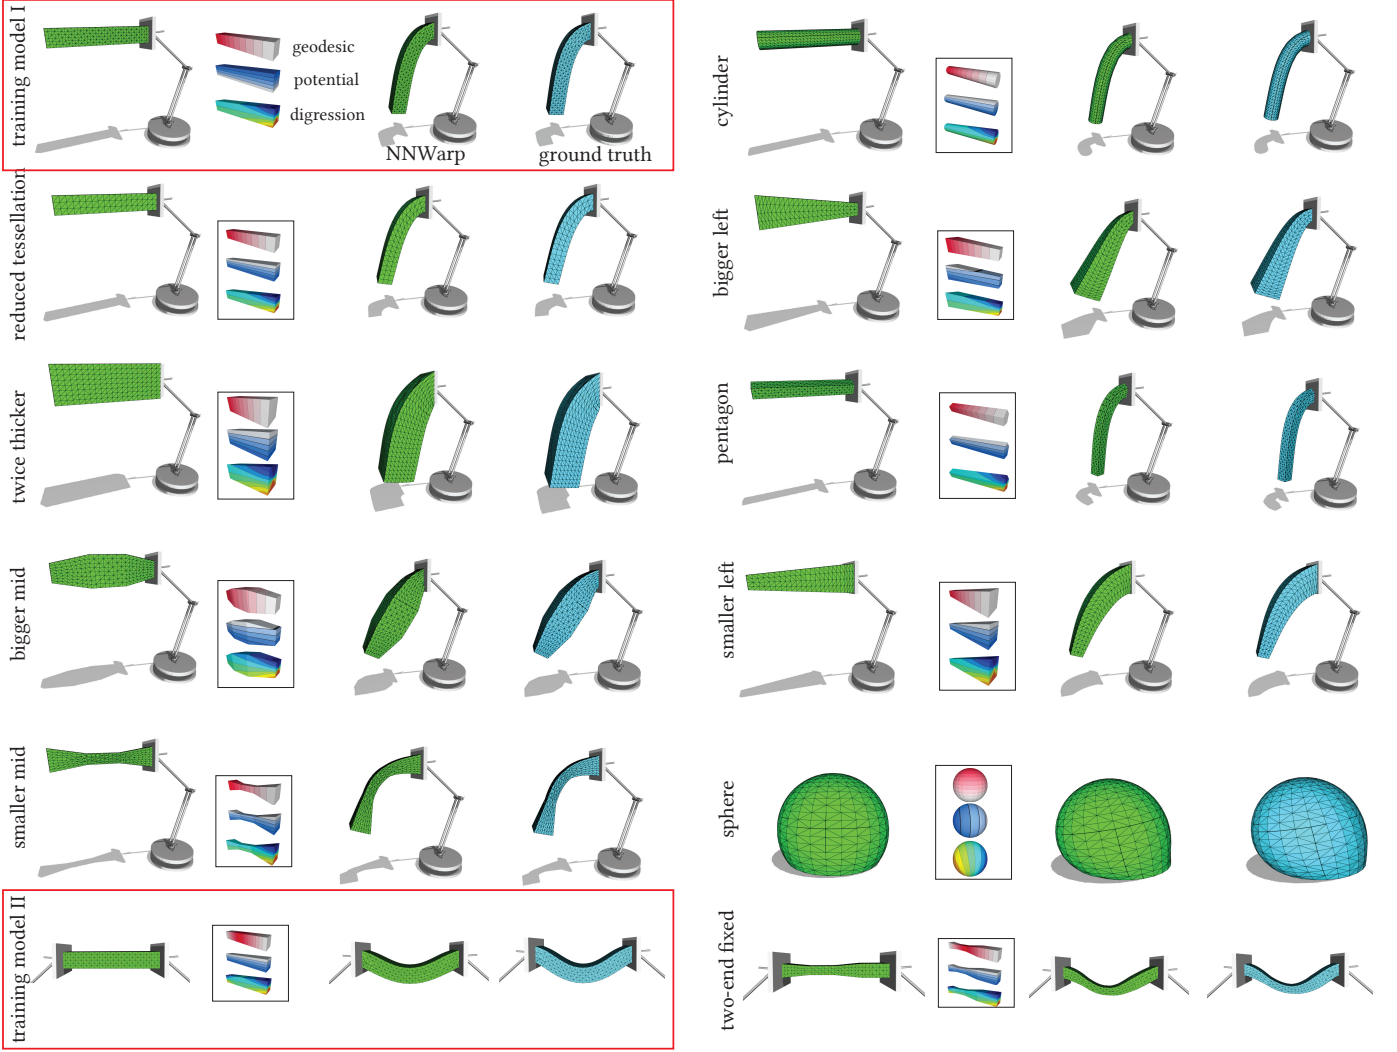 training model I
geodesic
potential
digression
NNWarp
ground truth
reduced tessellation
twice thicker
bigger mid
smaller mid
training model II
cylinder
bigger left
pentagon
smaller left
sphere
two-end fixed